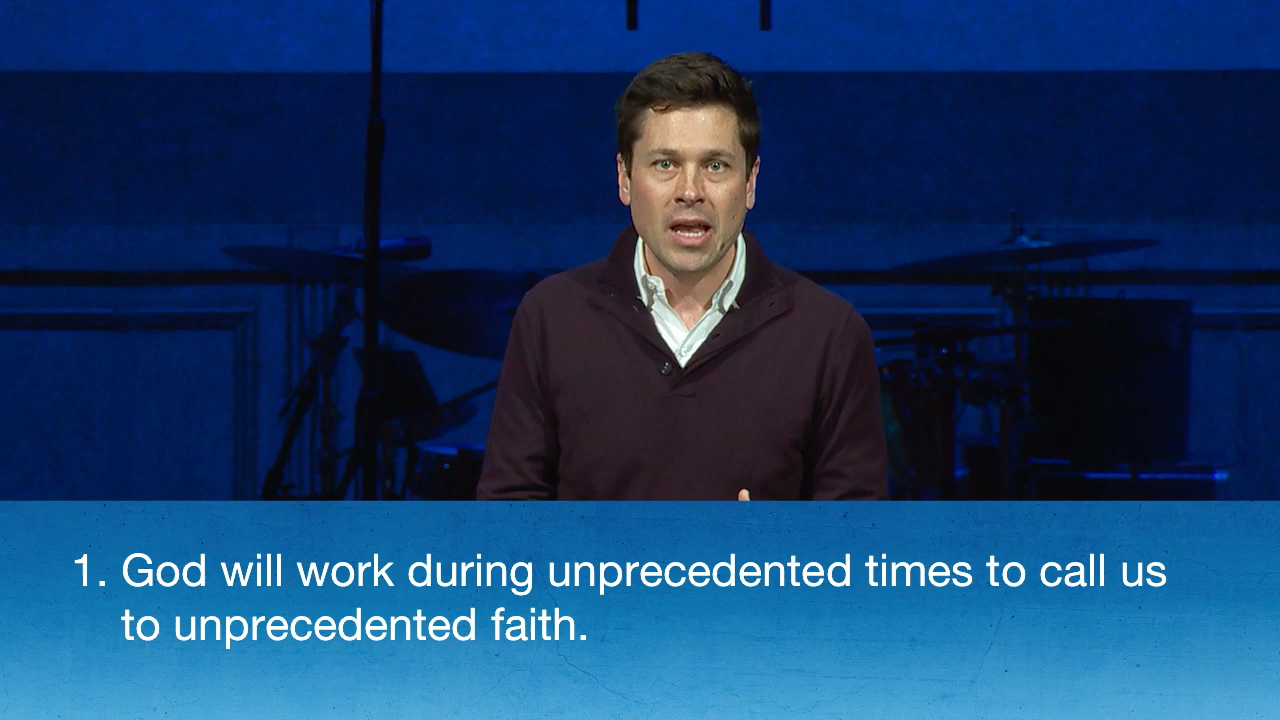 1. God will work during unprecedented times to call us
to unprecedented faith.